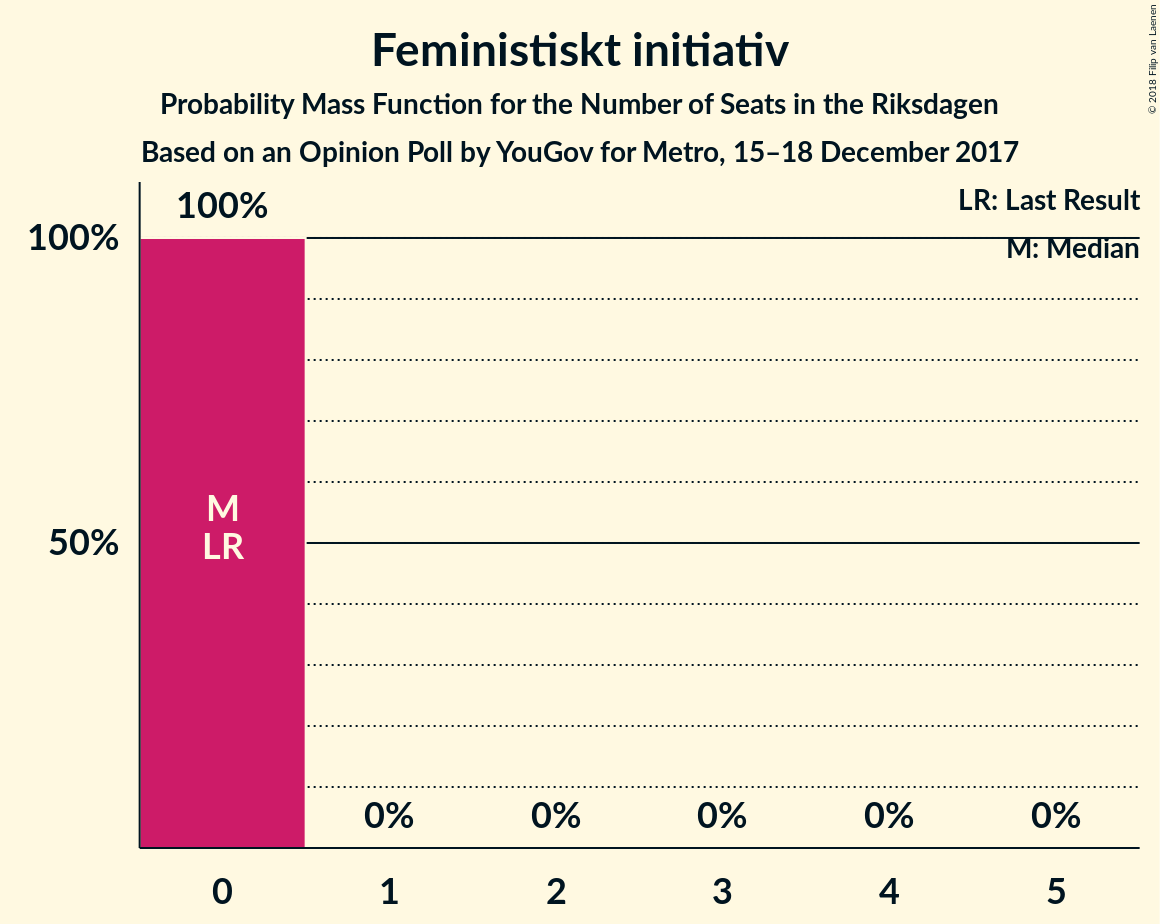 Feministiskt initiativ
Probability Mass Function for the Number of Seats in the Riksdagen
Based on an Opinion Poll by YouGov for Metro, 15–18 December 2017
© 2018 Filip van Laenen
LR: Last Result
M: Median
100%
100%
50%
M
LR
0%
0%
0%
0%
0%
0
1
2
3
4
5